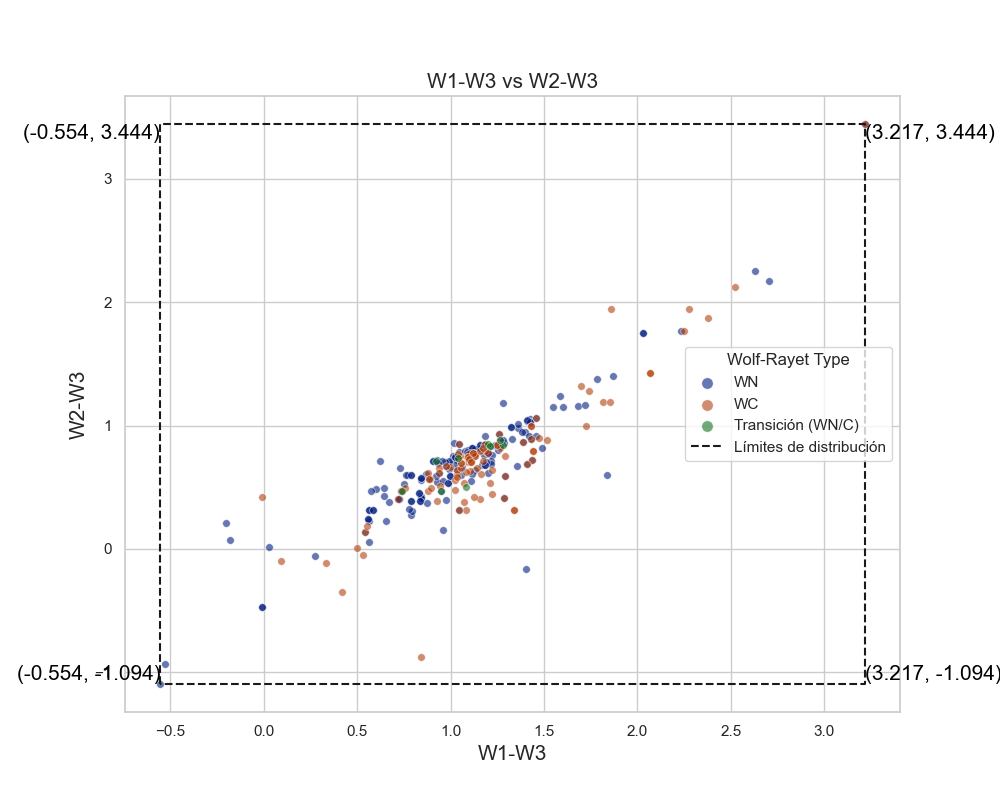 W1-W3 vs W2-W3
(-0.554, 3.444)
(3.217, 3.444)
3
2
1
0
W2-W3
Wolf-Rayet Type
WN
WC
Transición (WN/C)
Límites de distribución
(-0.554, -1.094)
(3.217, -1.094)
−0.5 0.0 0.5 1.0 1.5 2.0 2.5 3.0
W1-W3